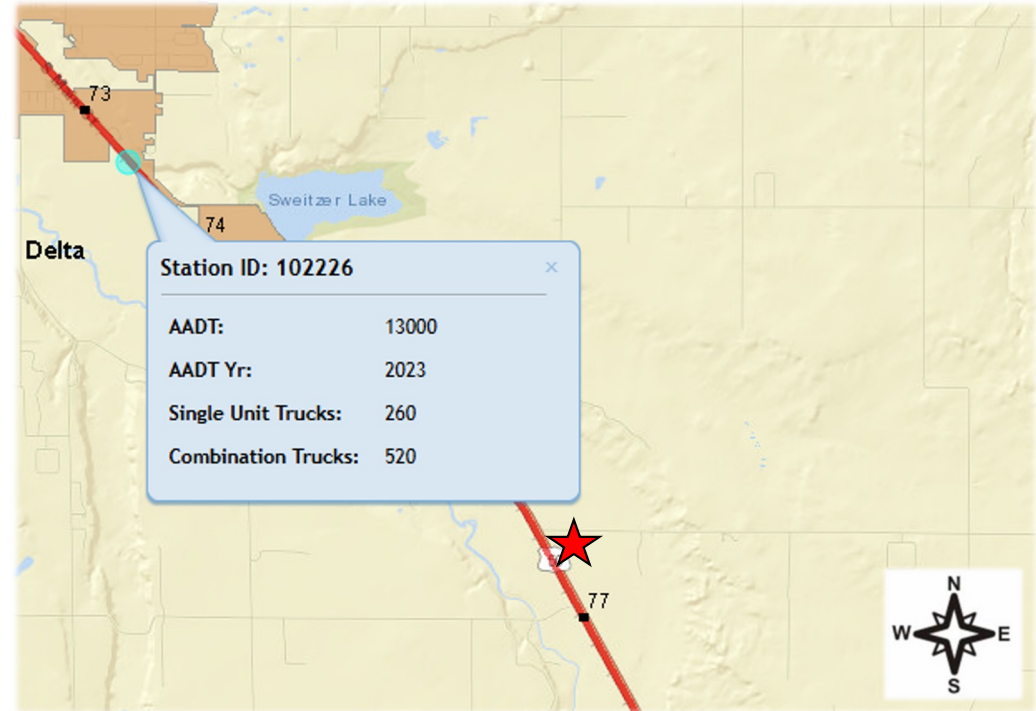 73
Sweitzer Lake
74
Delta
Station ID: 102226 ×
AADT: 13000
AADT Yr: 2023
Single Unit Trucks: 260
Combination Trucks: 520
77
N
W E
S